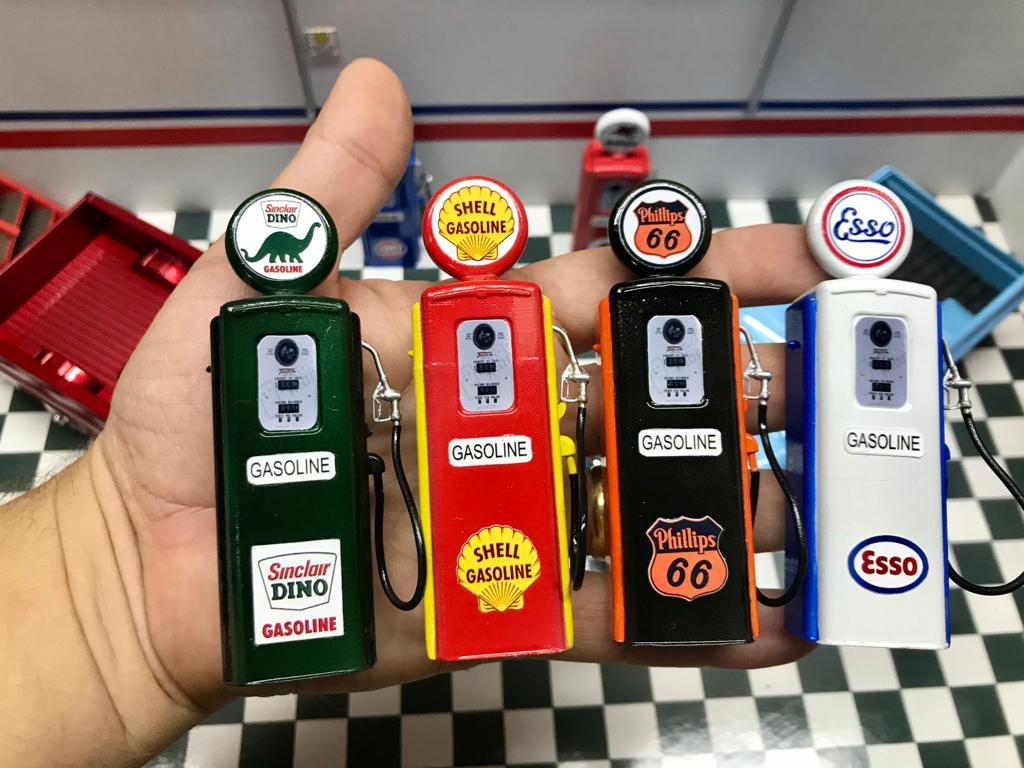 Sinclair
DINO
GASOLINE
SHELL
GASOLINE
Phillips
66
Esso
GASOLINE
GASOLINE
GASOLINE
GASOLINE
Sinclair
DINO
GASOLINE
SHELL
GASOLINE
Phillips
66
Esso